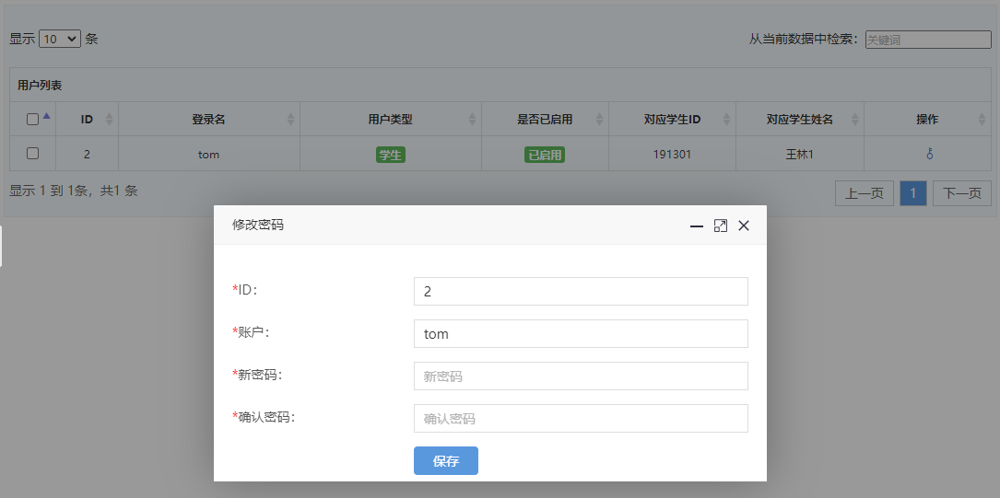 显示 10 条 从当前数据中检索: 关键词
用户列表
ID 登录名 用户类型 是否已启用 对应学生ID 对应学生姓名 操作
2 tom 学生 已启用 191301 王林1
显示 1 到 1条，共1 条 上一页 1 下一页
修改密码
*ID: 2
*账户: tom
*新密码: 新密码
*确认密码: 确认密码
保存